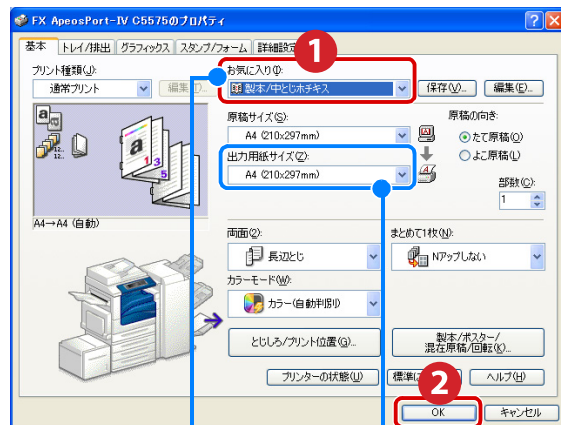 FX ApeosPort-IV C5575のプロパティ
基本 トレイ/排出 グラフィックス スタンプ/フォーム 詳細設定
1
プリント種類(J):
通常プリント
お気に入り(I):
製本/中とじホチキス
保存(V)... 編集(E)...
原稿サイズ(S):
A4 (210x297mm)
原稿の向き:
たて原稿(O)
よこ原稿(L)
出力用紙サイズ(Z):
A4 (210x297mm)
部数(C):
1
A4→A4 (自動)
両面(2):
長辺とじ
まとめて1枚(N):
Nアップしない
カラーモード(W):
カラー(自動判別)
とじしろ/プリント位置(G)...
製本/ポスター/
混在原稿/回転(K)...
プリンターの状態(U) 標準 ヘルプ(H)
2
OK キャンセル